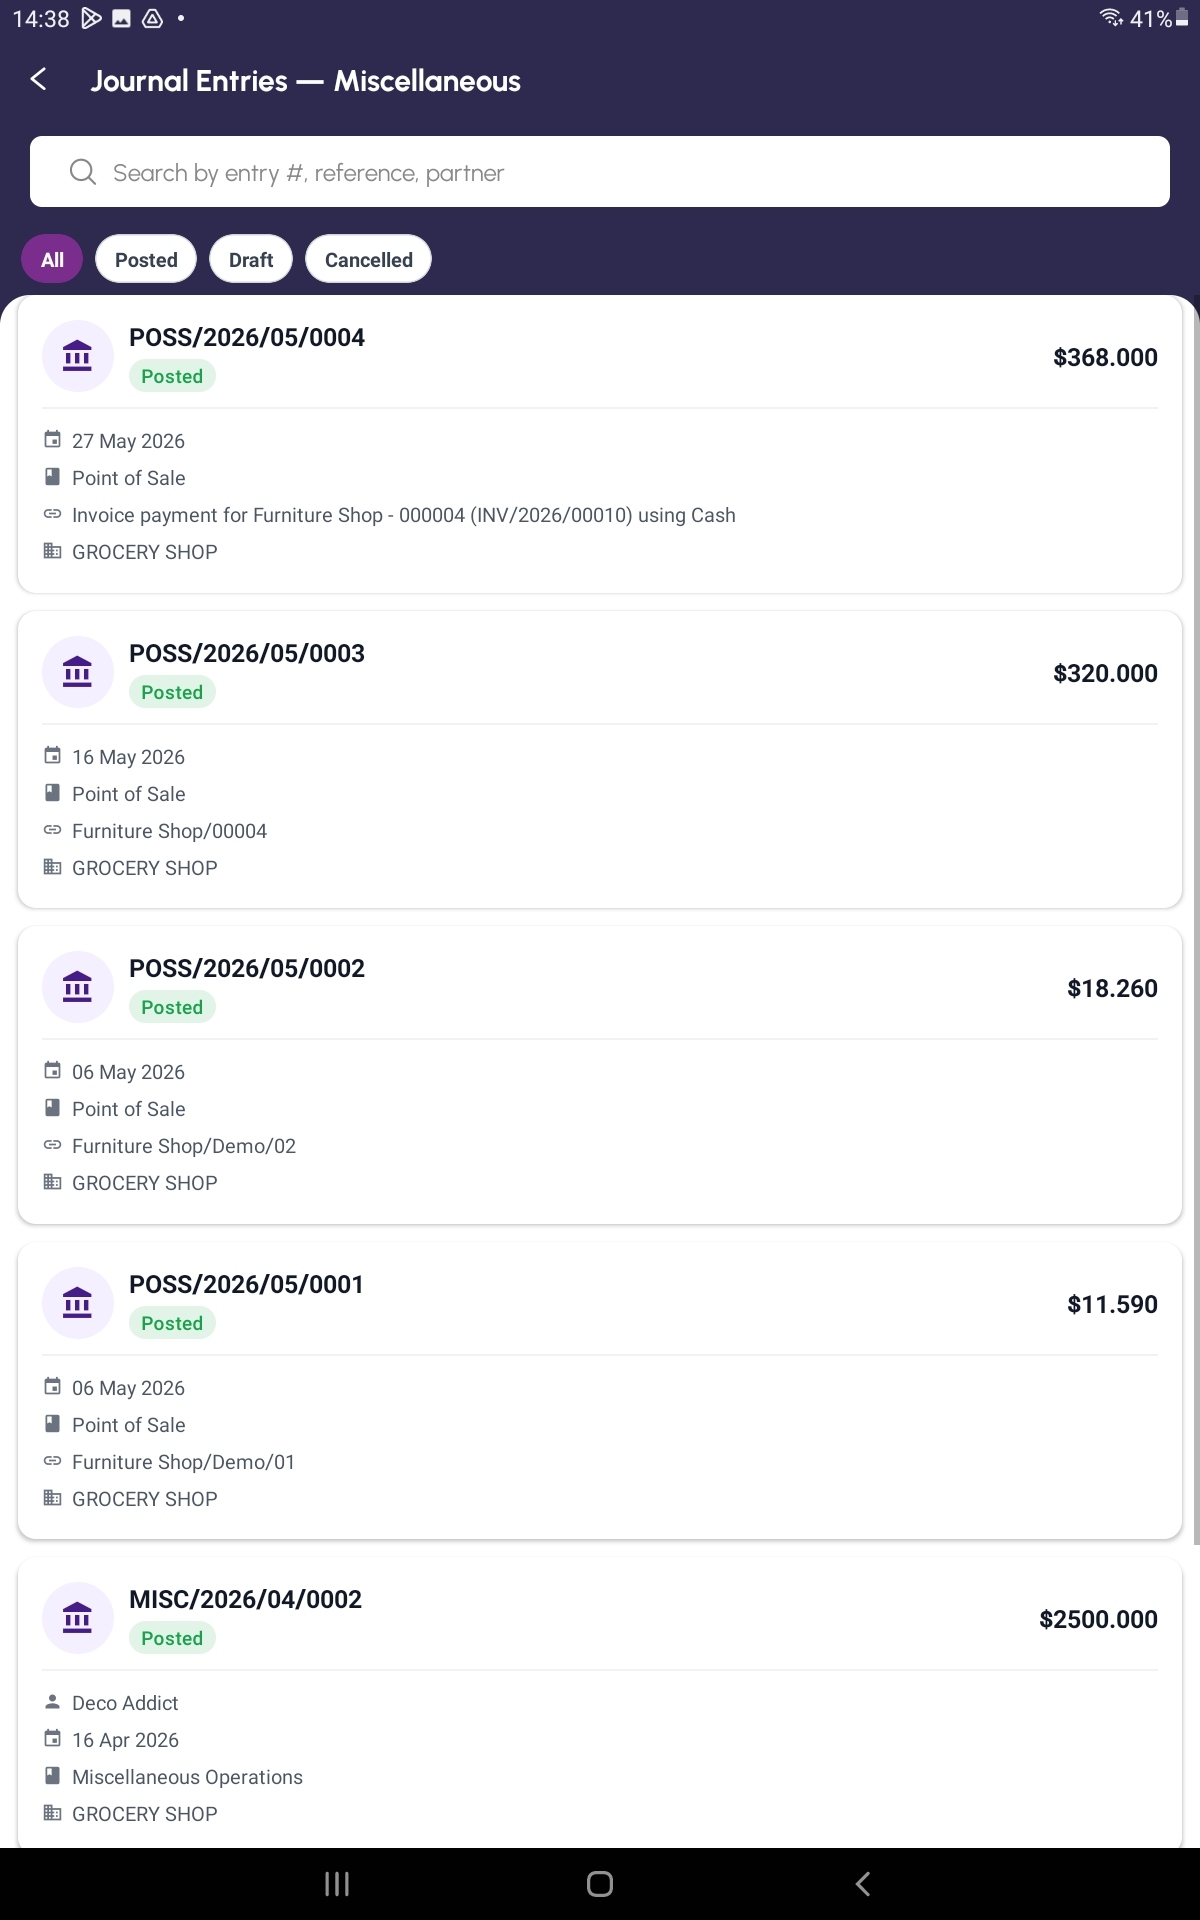 14:38
41%
Journal Entries — Miscellaneous
Search by entry #, reference, partner
All Posted Draft Cancelled
POSS/2026/05/0004
Posted
$368.000
27 May 2026
Point of Sale
Invoice payment for Furniture Shop - 000004 (INV/2026/00010) using Cash
GROCERY SHOP
POSS/2026/05/0003
Posted
$320.000
16 May 2026
Point of Sale
Furniture Shop/00004
GROCERY SHOP
POSS/2026/05/0002
Posted
$18.260
06 May 2026
Point of Sale
Furniture Shop/Demo/02
GROCERY SHOP
POSS/2026/05/0001
Posted
$11.590
06 May 2026
Point of Sale
Furniture Shop/Demo/01
GROCERY SHOP
MISC/2026/04/0002
Posted
$2500.000
Deco Addict
16 Apr 2026
Miscellaneous Operations
GROCERY SHOP